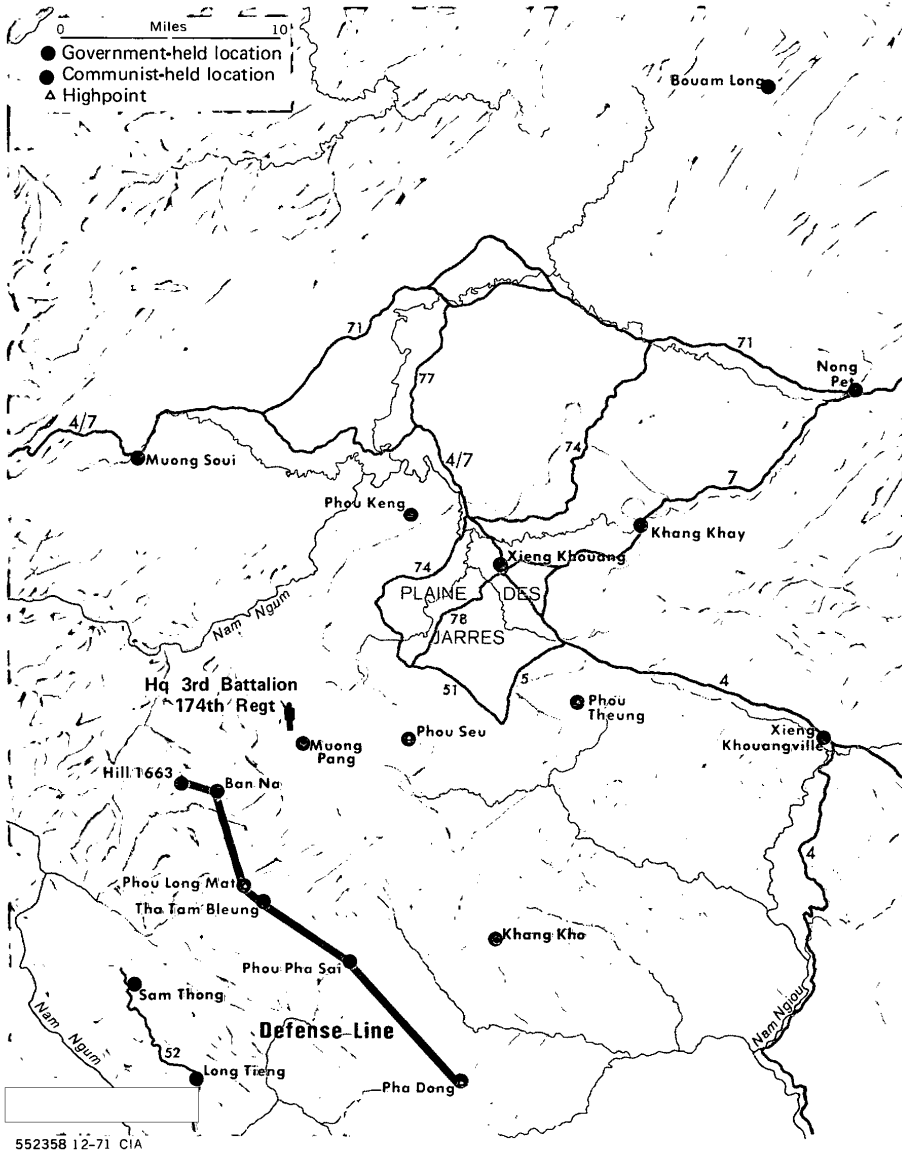 0 Miles 10
Government-held location
Communist-held location
Highpoint
Bouam Long
71
71
Nong
Pet
77
4/7
Muong Soui
4/7
74
7
Phou Keng
Khang Khay
Xieng Khouang
74
PLAINE DES
78
JARRES
Nam Ngum
51
5
4
Hq 3rd Battalion
174th Regt
Phou
Theung
Muong
Pang
Phou Seu
Xieng
Khouangville
Hill 1663
Ban Na
4
Phou Long Mat
Tha Tam Bleung
Khang Kho
Phou Pha Sai
Sam Thong
Nam Ngum
Defense Line
Nam Ngiou
52
Long Tieng
Pha Dong
552358 12-71 CIA